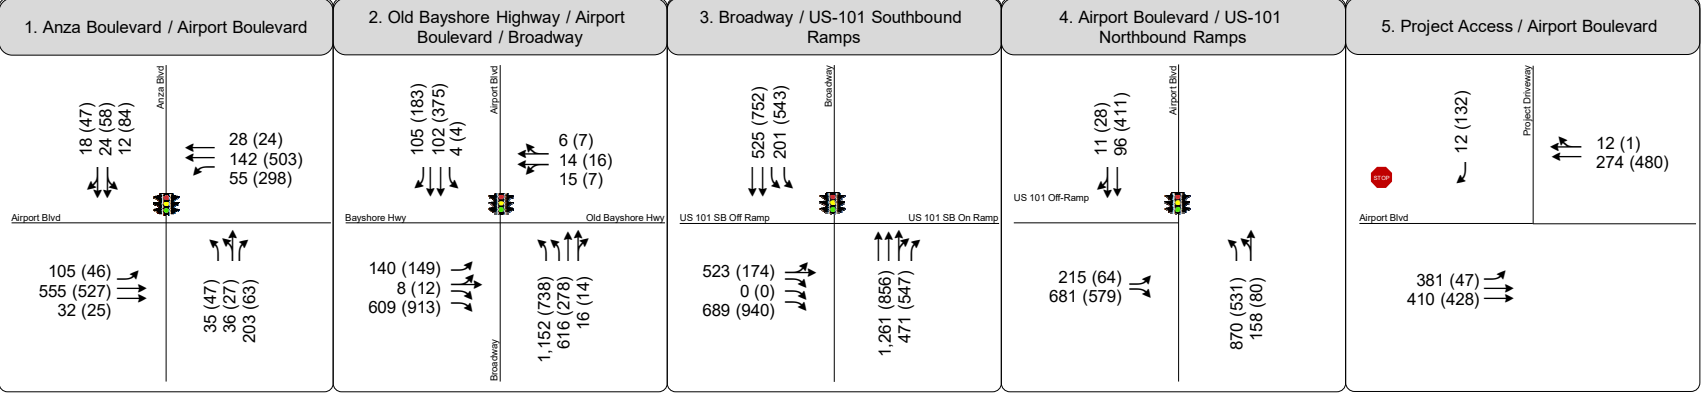 1. Anza Boulevard / Airport Boulevard
Anza Blvd
18 (47)
24 (58)
12 (84)
28 (24)
142 (503)
55 (298)
Airport Blvd
105 (46)
555 (527)
32 (25)
35 (47)
36 (27)
203 (63)
2. Old Bayshore Highway / Airport
Boulevard / Broadway
Airport Blvd
105 (183)
102 (375)
4 (4)
6 (7)
14 (16)
15 (7)
Bayshore Hwy
Old Bayshore Hwy
140 (149)
8 (12)
609 (913)
1,152 (738)
616 (278)
16 (14)
Broadway
3. Broadway / US-101 Southbound
Ramps
Broadway
525 (752)
201 (543)
US 101 SB Off Ramp
US 101 SB On Ramp
523 (174)
0 (0)
689 (940)
1,261 (856)
471 (547)
4. Airport Boulevard / US-101
Northbound Ramps
Airport Blvd
11 (28)
96 (411)
US 101 Off-Ramp
215 (64)
681 (579)
870 (531)
158 (80)
5. Project Access / Airport Boulevard
Project Driveway
12 (132)
12 (1)
274 (480)
STOP
Airport Blvd
381 (47)
410 (428)